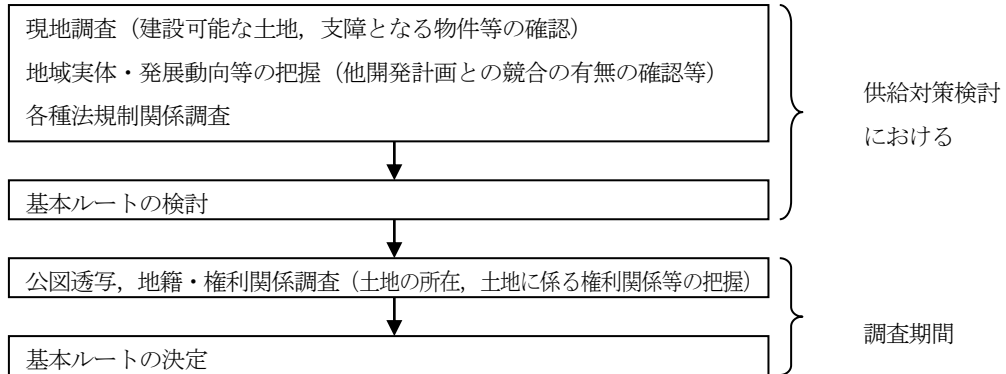 現地調査（建設可能な土地，支障となる物件等の確認）
地域実体・発展動向等の把握（他開発計画との競合の有無の確認等）
各種法規制関係調査
供給対策検討
における
基本ルートの検討
公図透写，地籍・権利関係調査（土地の所在，土地に係る権利関係等の把握）
調査期間
基本ルートの決定